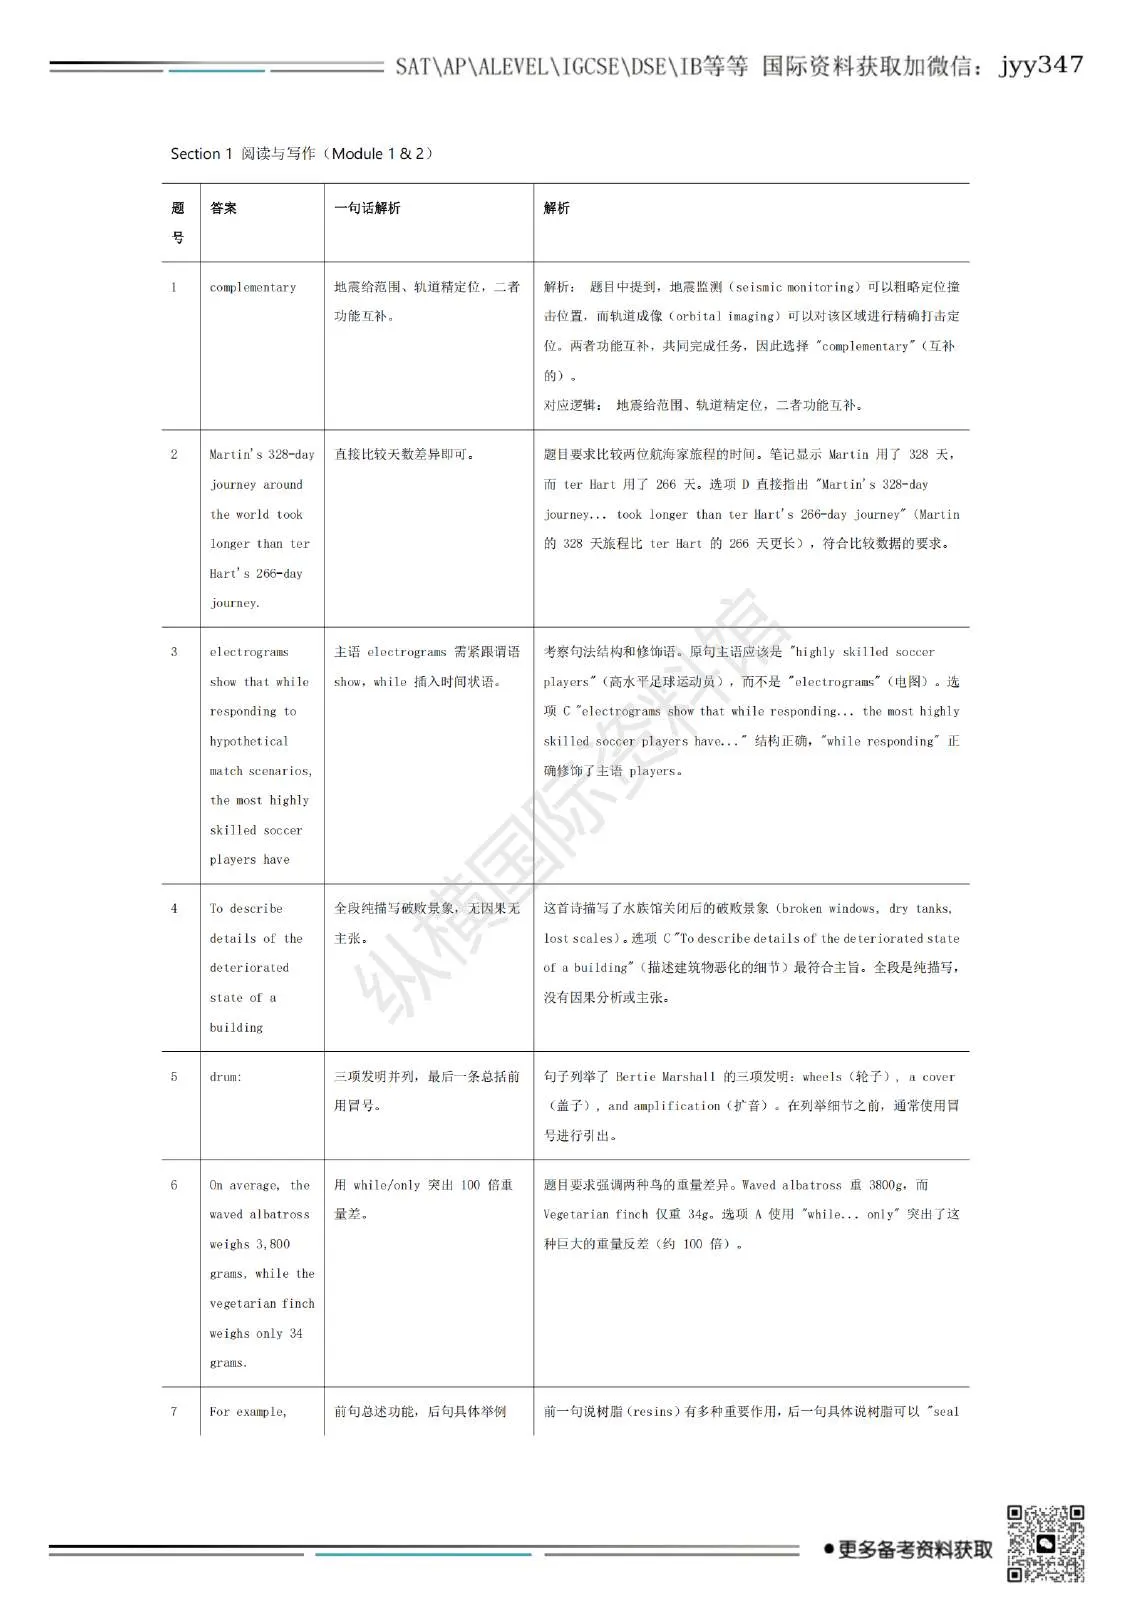 SAT\AP\ALEVEL\IGCSE\DSE\IB等等 国际资料获取加微信：jyy347
Section 1 阅读与写作（Module 1 & 2）
题
号
答案
一句话解析
解析
1
complementary
地震给范围、轨道精定位，二者
功能互补。
解析： 题目中提到，地震监测（seismic monitoring）可以粗略定位撞
击位置，而轨道成像（orbital imaging）可以对该区域进行精确打击定
位。两者功能互补，共同完成任务，因此选择 "complementary"（互补
的）。
对应逻辑： 地震给范围、轨道精定位，二者功能互补。
2
Martin's 328-day
journey around
the world took
longer than ter
Hart's 266-day
journey.
直接比较天数差异即可。
题目要求比较两位航海家旅程的时间。笔记显示 Martin 用了 328 天，
而 ter Hart 用了 266 天。选项 D 直接指出 "Martin's 328-day
journey... took longer than ter Hart's 266-day journey"（Martin
的 328 天旅程比 ter Hart 的 266 天更长），符合比较数据的要求。
3
electrograms
show that while
responding to
hypothetical
match scenarios,
the most highly
skilled soccer
players have
主语 electrograms 需紧跟谓语
show，while 插入时间状语。
考察句法结构和修饰语。原句主语应该是 "highly skilled soccer
players"（高水平足球运动员），而不是 "electrograms"（电图）。选
项 C "electrograms show that while responding... the most highly
skilled soccer players have..." 结构正确，"while responding" 正
确修饰了主语 players。
4
To describe
details of the
deteriorated
state of a
building
全段纯描写破败景象，无因果无
主张。
这首诗描写了水族馆关闭后的破败景象（broken windows, dry tanks,
lost scales）。选项 C "To describe details of the deteriorated state
of a building"（描述建筑物恶化的细节）最符合主旨。全段是纯描写，
没有因果分析或主张。
5
drum:
三项发明并列，最后一条总括前
用冒号。
句子列举了 Bertie Marshall 的三项发明：wheels（轮子）, a cover
（盖子）, and amplification（扩音）。在列举细节之前，通常使用冒
号进行引出。
6
On average, the
waved albatross
weighs 3,800
grams, while the
vegetarian finch
weighs only 34
grams.
用 while/only 突出 100 倍重
量差。
题目要求强调两种鸟的重量差异。Waved albatross 重 3800g，而
Vegetarian finch 仅重 34g。选项 A 使用 "while... only" 突出了这
种巨大的重量反差（约 100 倍）。
7
For example,
前句总述功能，后句具体举例
前一句说树脂（resins）有多种重要作用，后一句具体说树脂可以 "seal
纵横国际资料馆
●更多备考资料获取